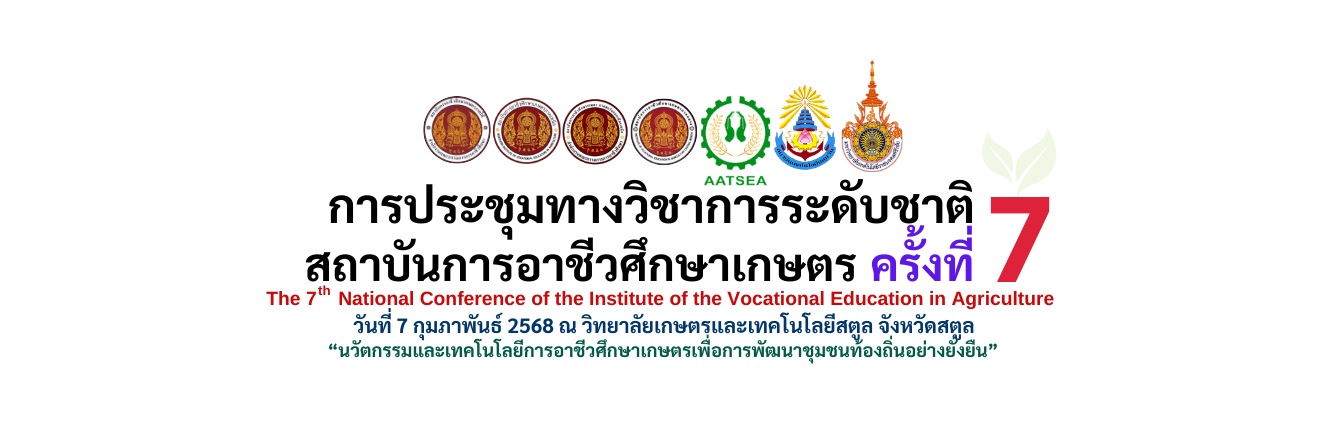 AATSEA
การประชุมทางวิชาการระดับชาติ
สถาบันการอาชีวศึกษาเกษตร ครั้งที่ 7
The 7th National Conference of the Institute of the Vocational Education in Agriculture
วันที่ 7 กุมภาพันธ์ 2568 ณ วิทยาลัยเกษตรและเทคโนโลยีสตูล จังหวัดสตูล
“นวัตกรรมและเทคโนโลยีการอาชีวศึกษาเกษตรเพื่อการพัฒนาชุมชนท้องถิ่นอย่างยั่งยืน”